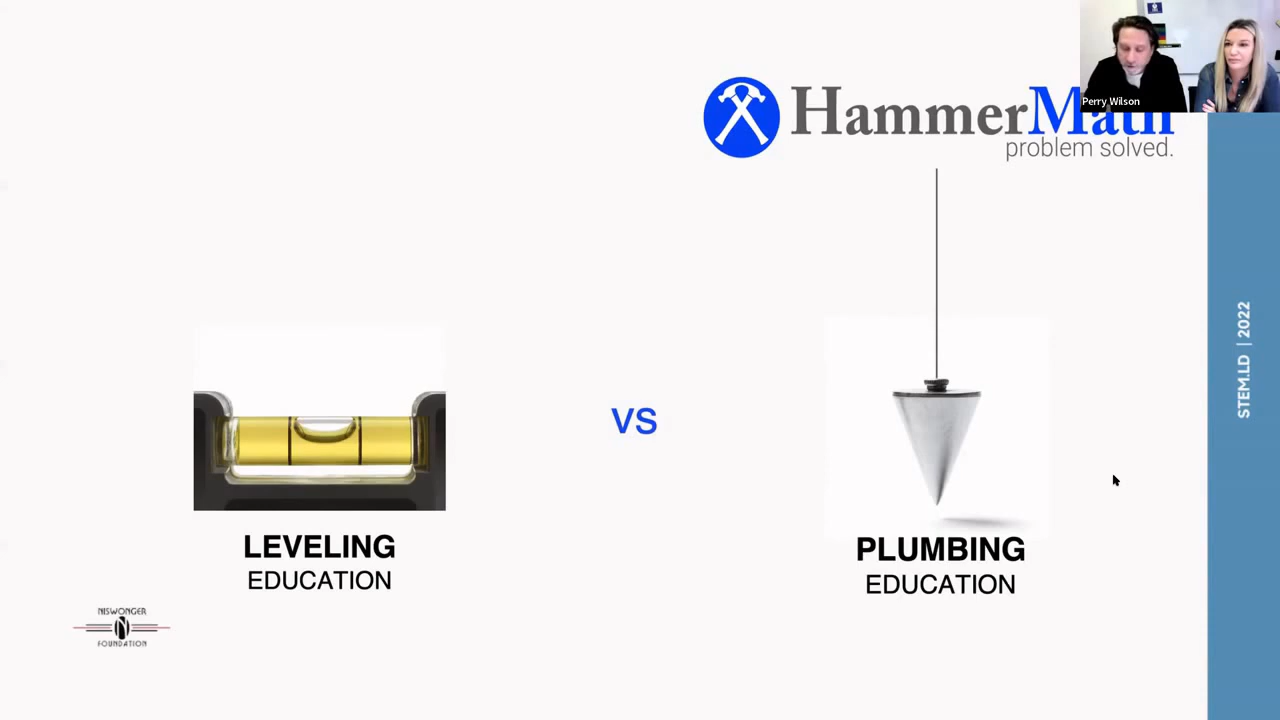 Perry Wilson
HammerMath
problem solved.
STEM.LD | 2022
VS
LEVELING
EDUCATION
PLUMBING
EDUCATION
NISWONGER
N
FOUNDATION